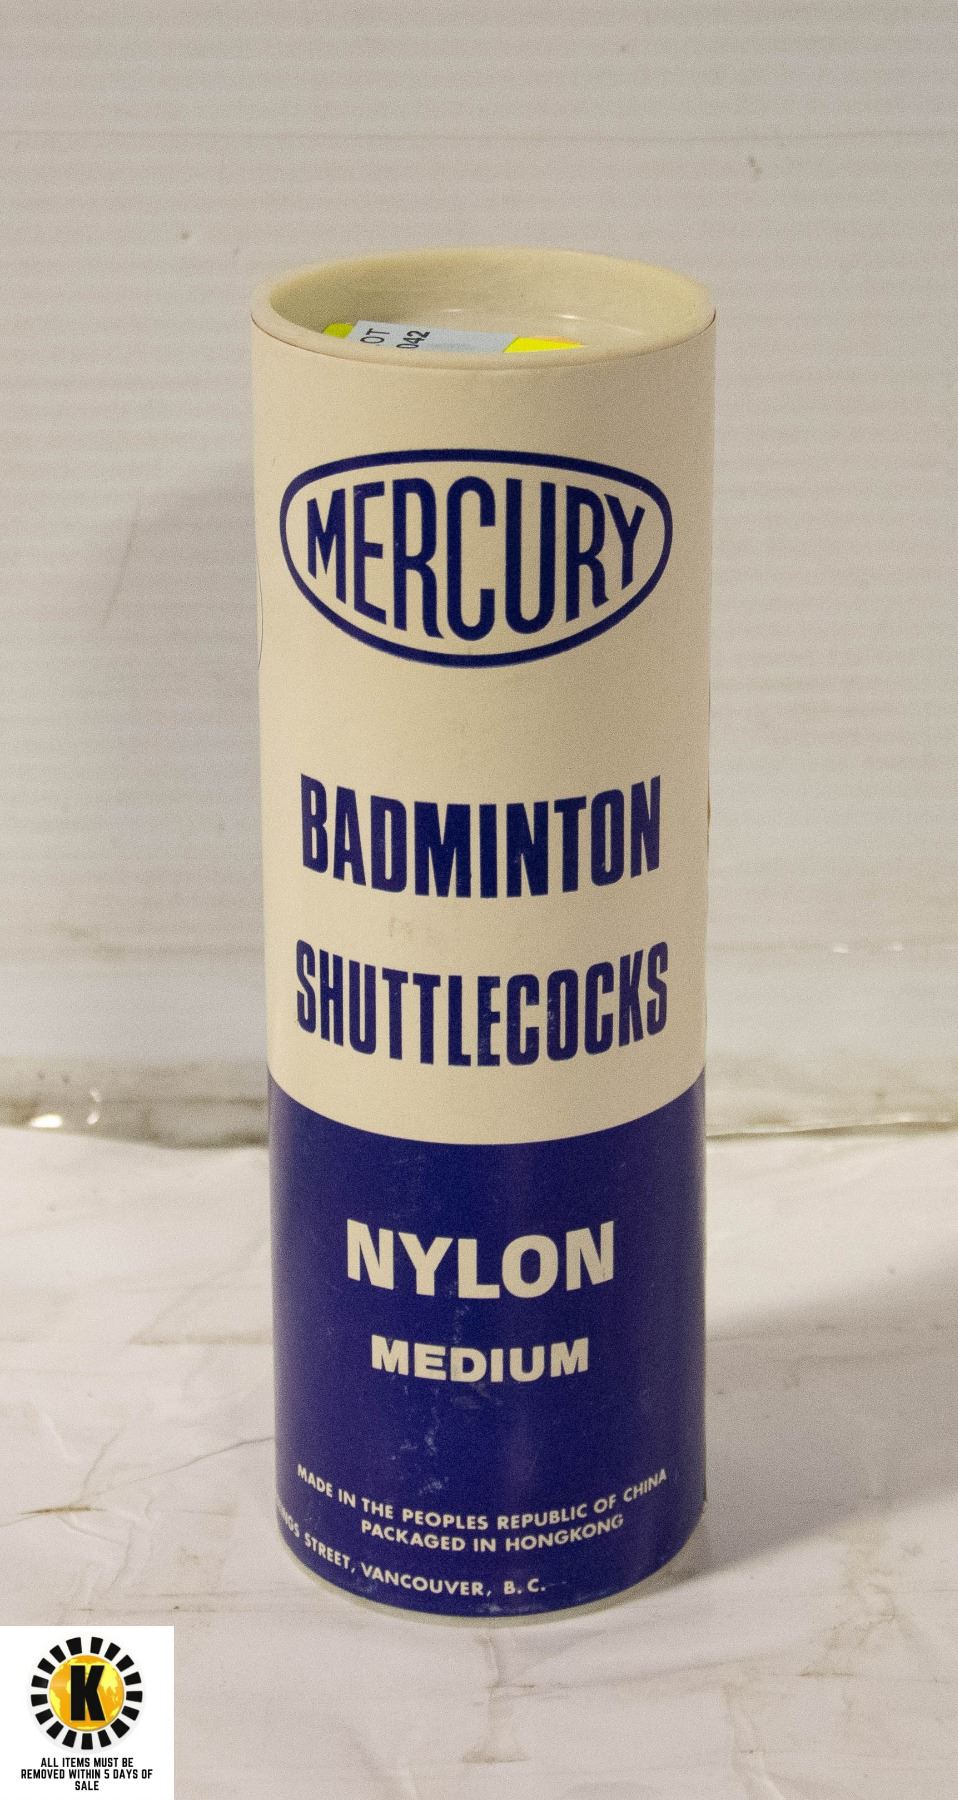 OT
042
MERCURY
BADMINTON
SHUTTLECOCKS
NYLON
MEDIUM
MADE IN THE PEOPLES REPUBLIC OF CHINA
PACKAGED IN HONGKONG
STREET, VANCOUVER, B.C.
K
ALL ITEMS MUST BE
REMOVED WITHIN 5 DAYS OF
SALE